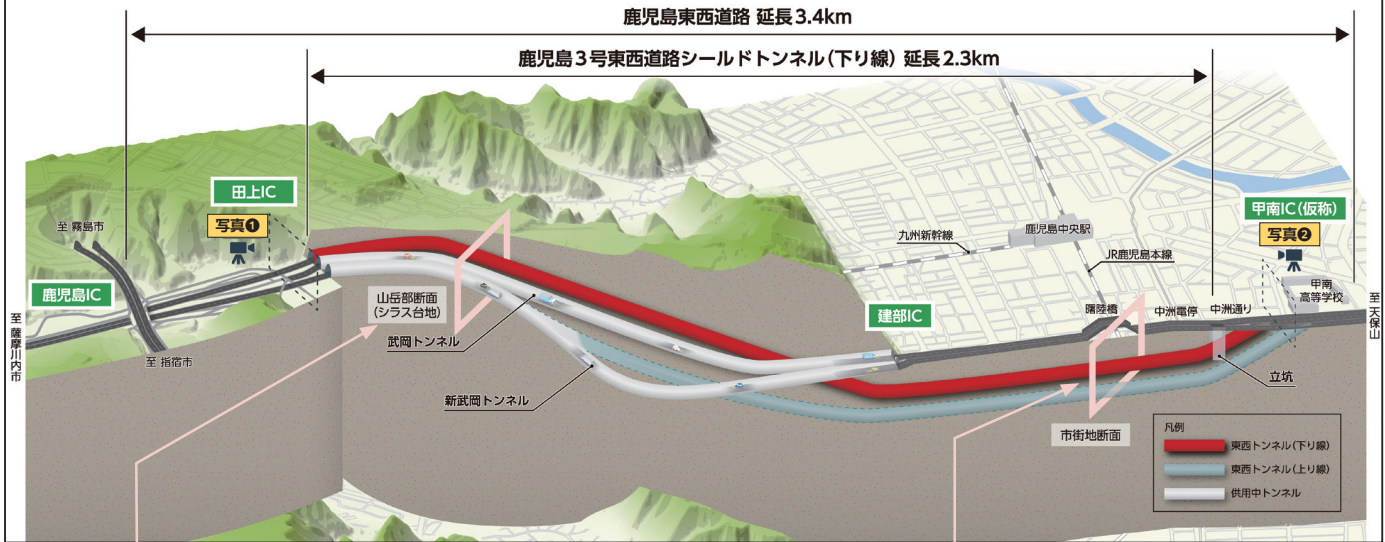 鹿児島東西道路 延長3.4km
鹿児島3号東西道路シールドトンネル(下り線) 延長2.3km
田上IC
写真❶
至 霧島市
鹿児島IC
至 薩摩川内市
至 指宿市
山岳部断面
(シラス台地)
武岡トンネル
新武岡トンネル
建部IC
九州新幹線
鹿児島中央駅
JR鹿児島本線
甲南IC(仮称)
写真❷
甲南
高等学校
曙陸橋
中洲電停
中洲通り
至 天保山
立坑
市街地断面
凡例
東西トンネル(下り線)
東西トンネル(上り線)
供用中トンネル